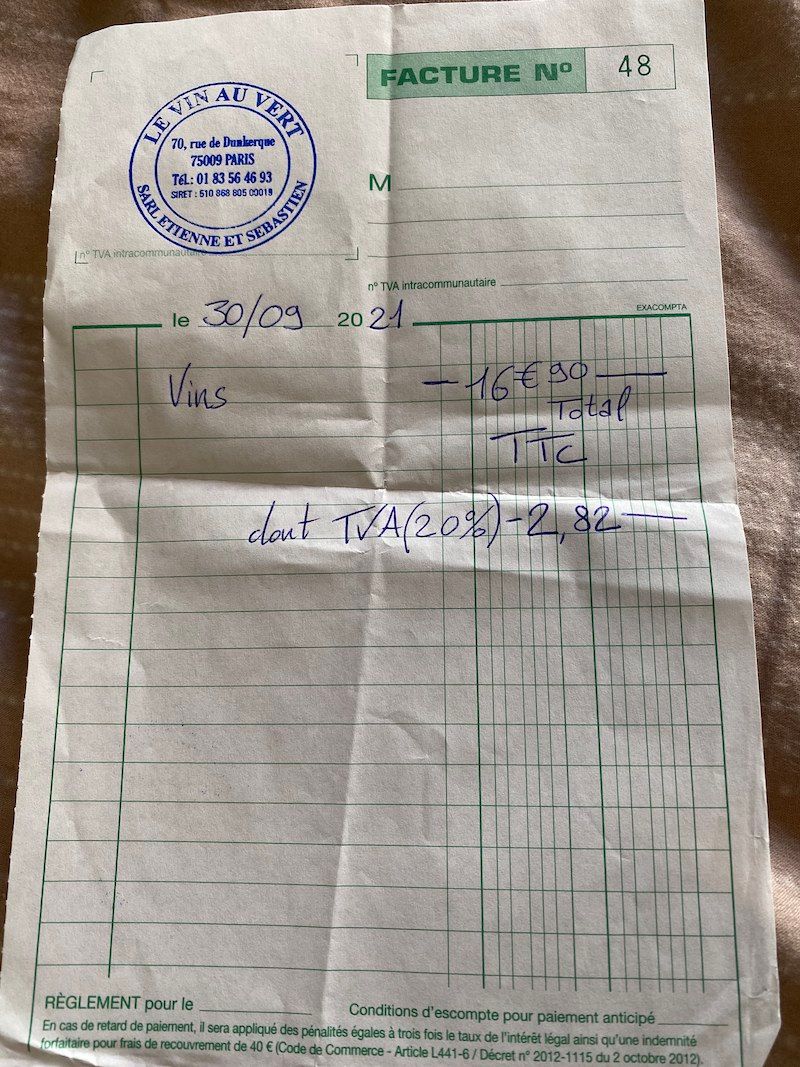 FACTURE Nº 48
LE VIN AU VERT
70, rue de Dunkerque
75009 PARIS
TéL.: 01 83 56 46 93
SIRET : 510 868 805 00019
SARL ETIENNE ET SEBASTIEN
M
nº TVA intracommunautaire
nº TVA intracommunautaire
EXACOMPTA
le 30/09 2021
Vins - 16€90
Total
TTC
dont TVA (20%) - 2,82
RÈGLEMENT pour le
Conditions d'escompte pour paiement anticipé
En cas de retard de paiement, il sera appliqué des pénalités égales à trois fois le taux de l'intérêt légal ainsi qu'une indemnité
forfaitaire pour frais de recouvrement de 40 € (Code de Commerce - Article L441-6 / Décret nº 2012-1115 du 2 octobre 2012).